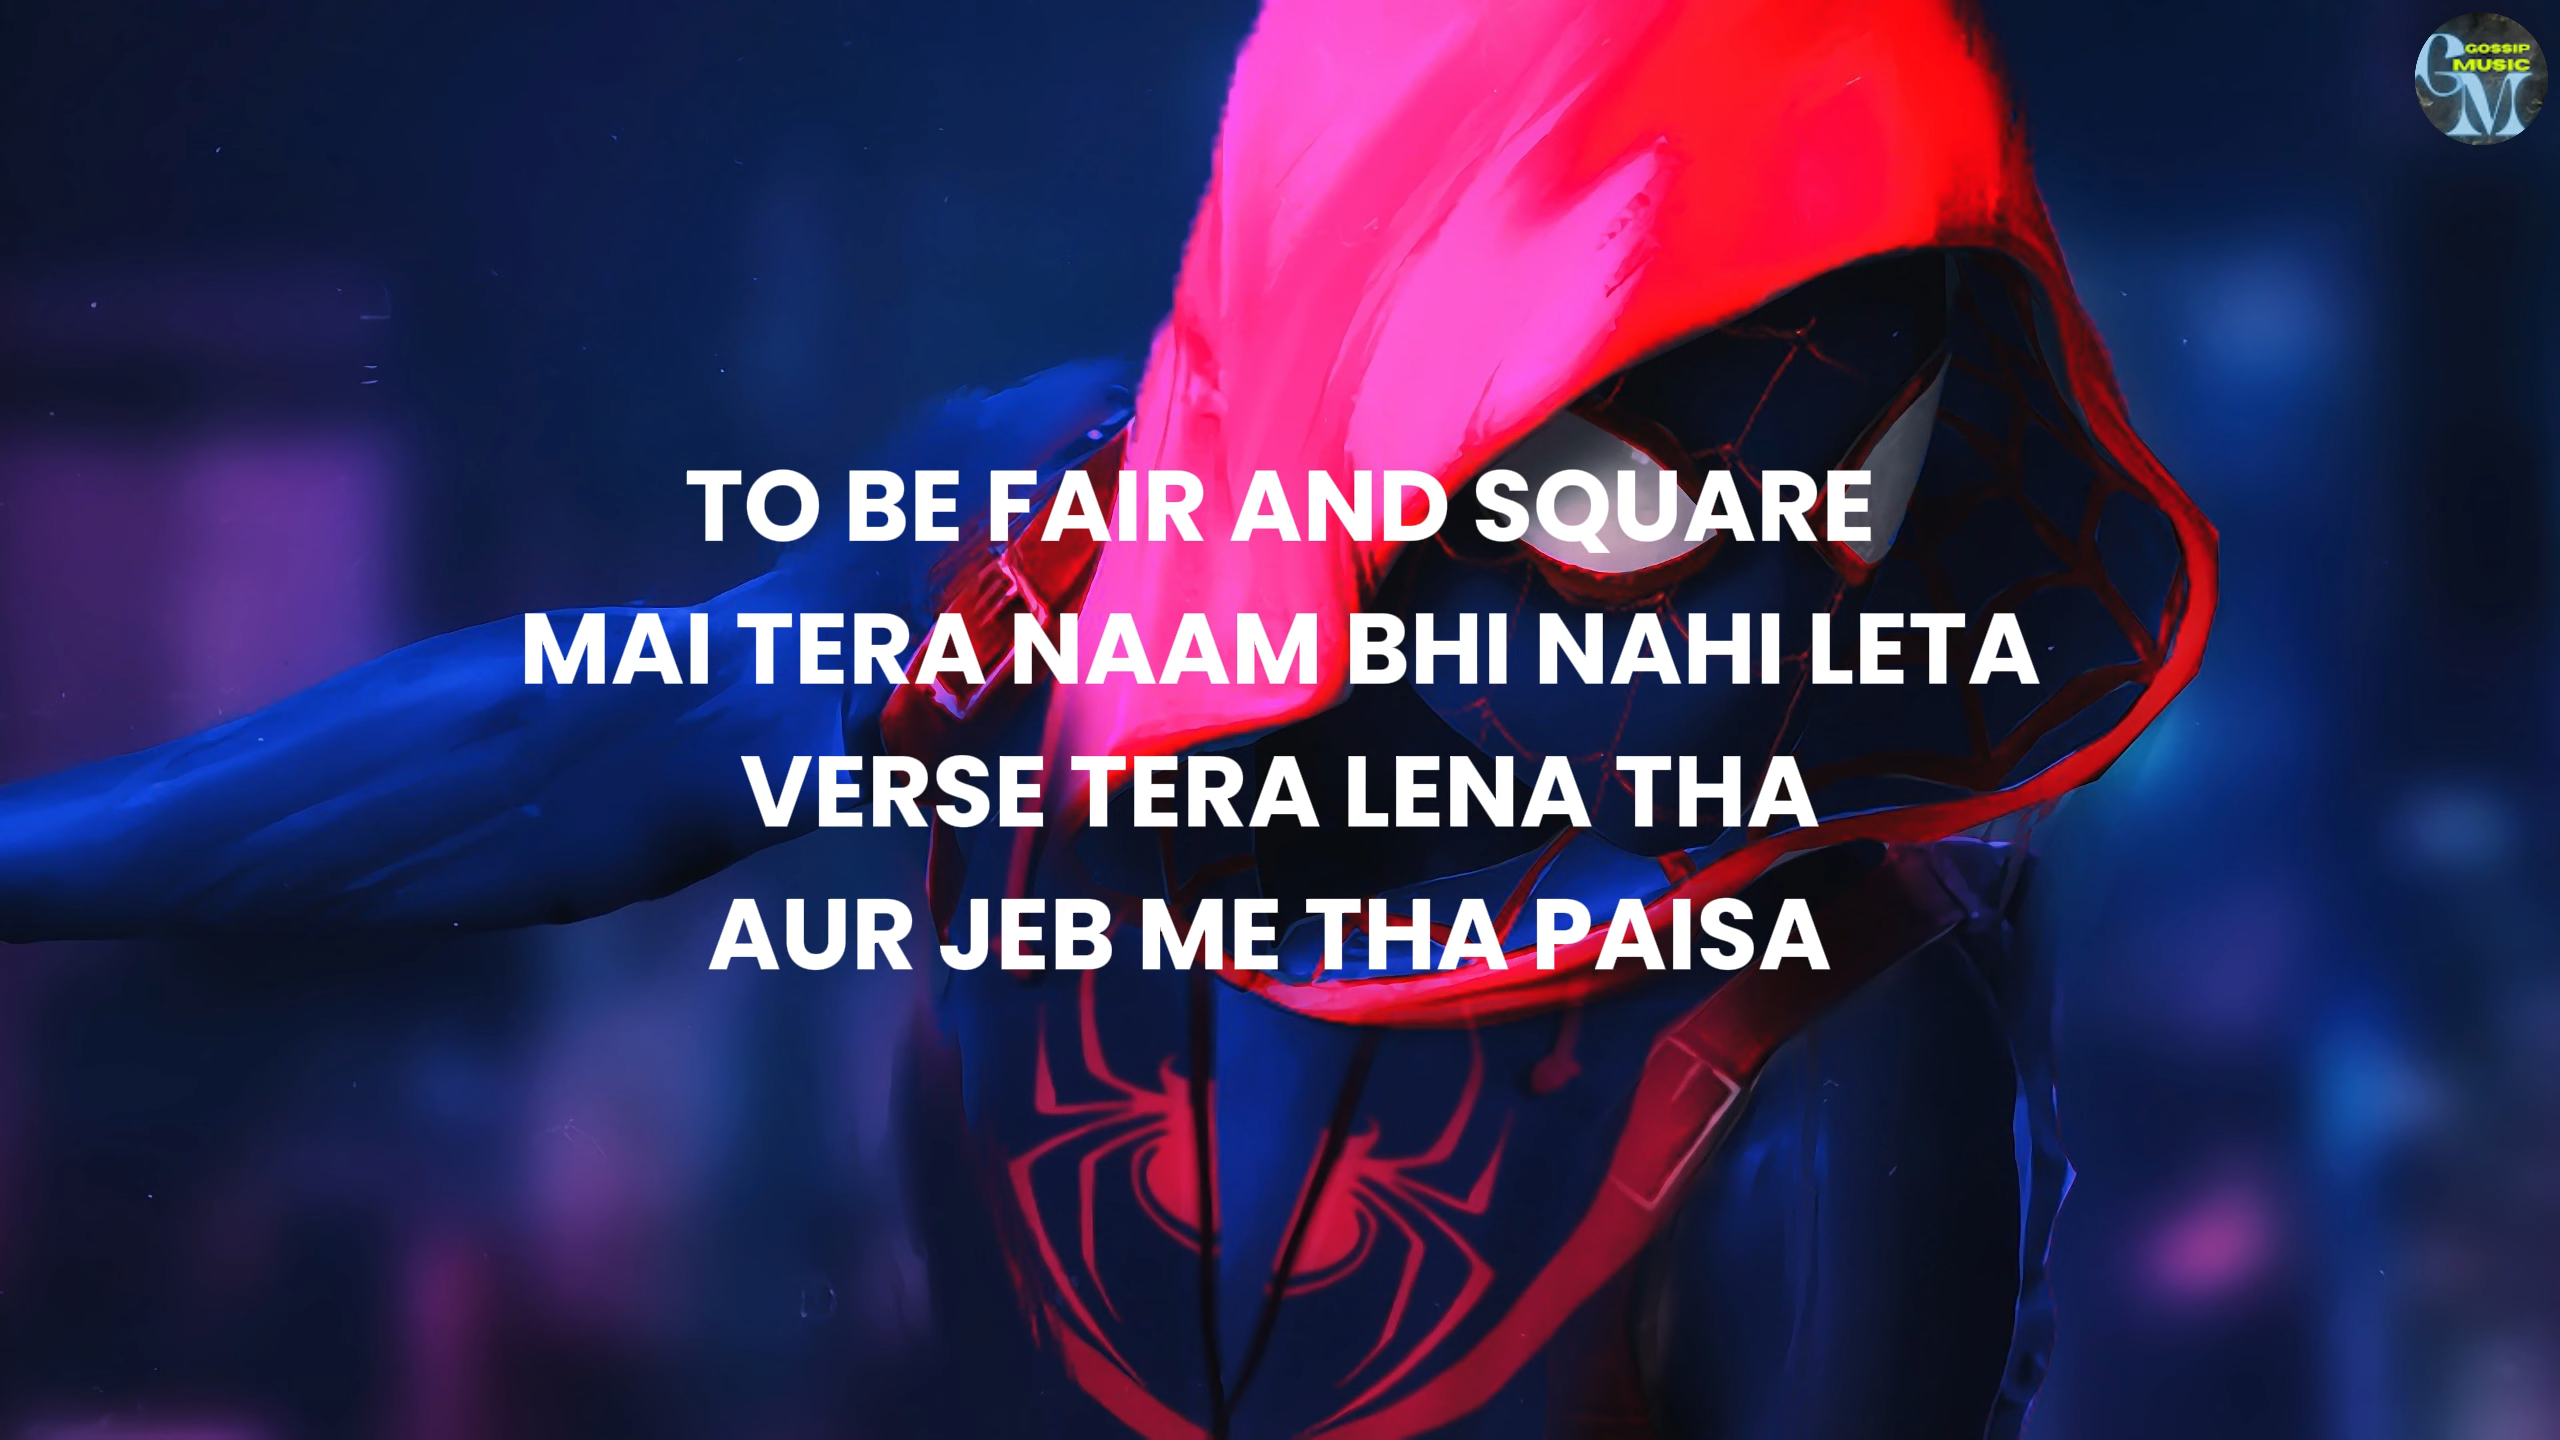 GOSSIP
MUSIC
GM
TO BE FAIR AND SQUARE
MAI TERA NAAM BHI NAHI LETA
VERSE TERA LENA THA
AUR JEB ME THA PAISA